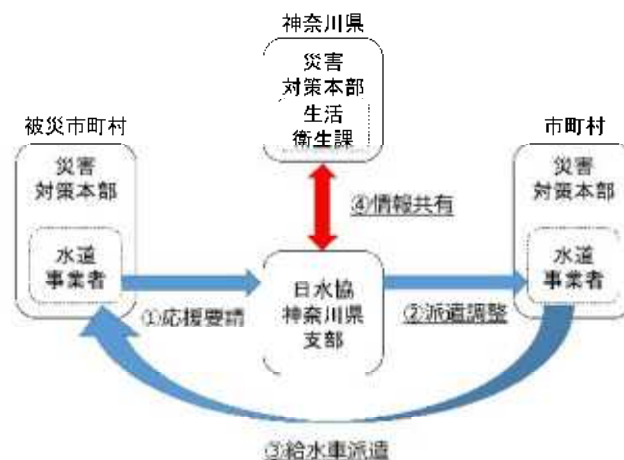 神奈川県
災害
対策本部
生活
衛生課
被災市町村
災害
対策本部
水道
事業者
市町村
災害
対策本部
水道
事業者
④情報共有
①応援要請
日水協
神奈川県
支部
②派遣調整
③給水車派遣